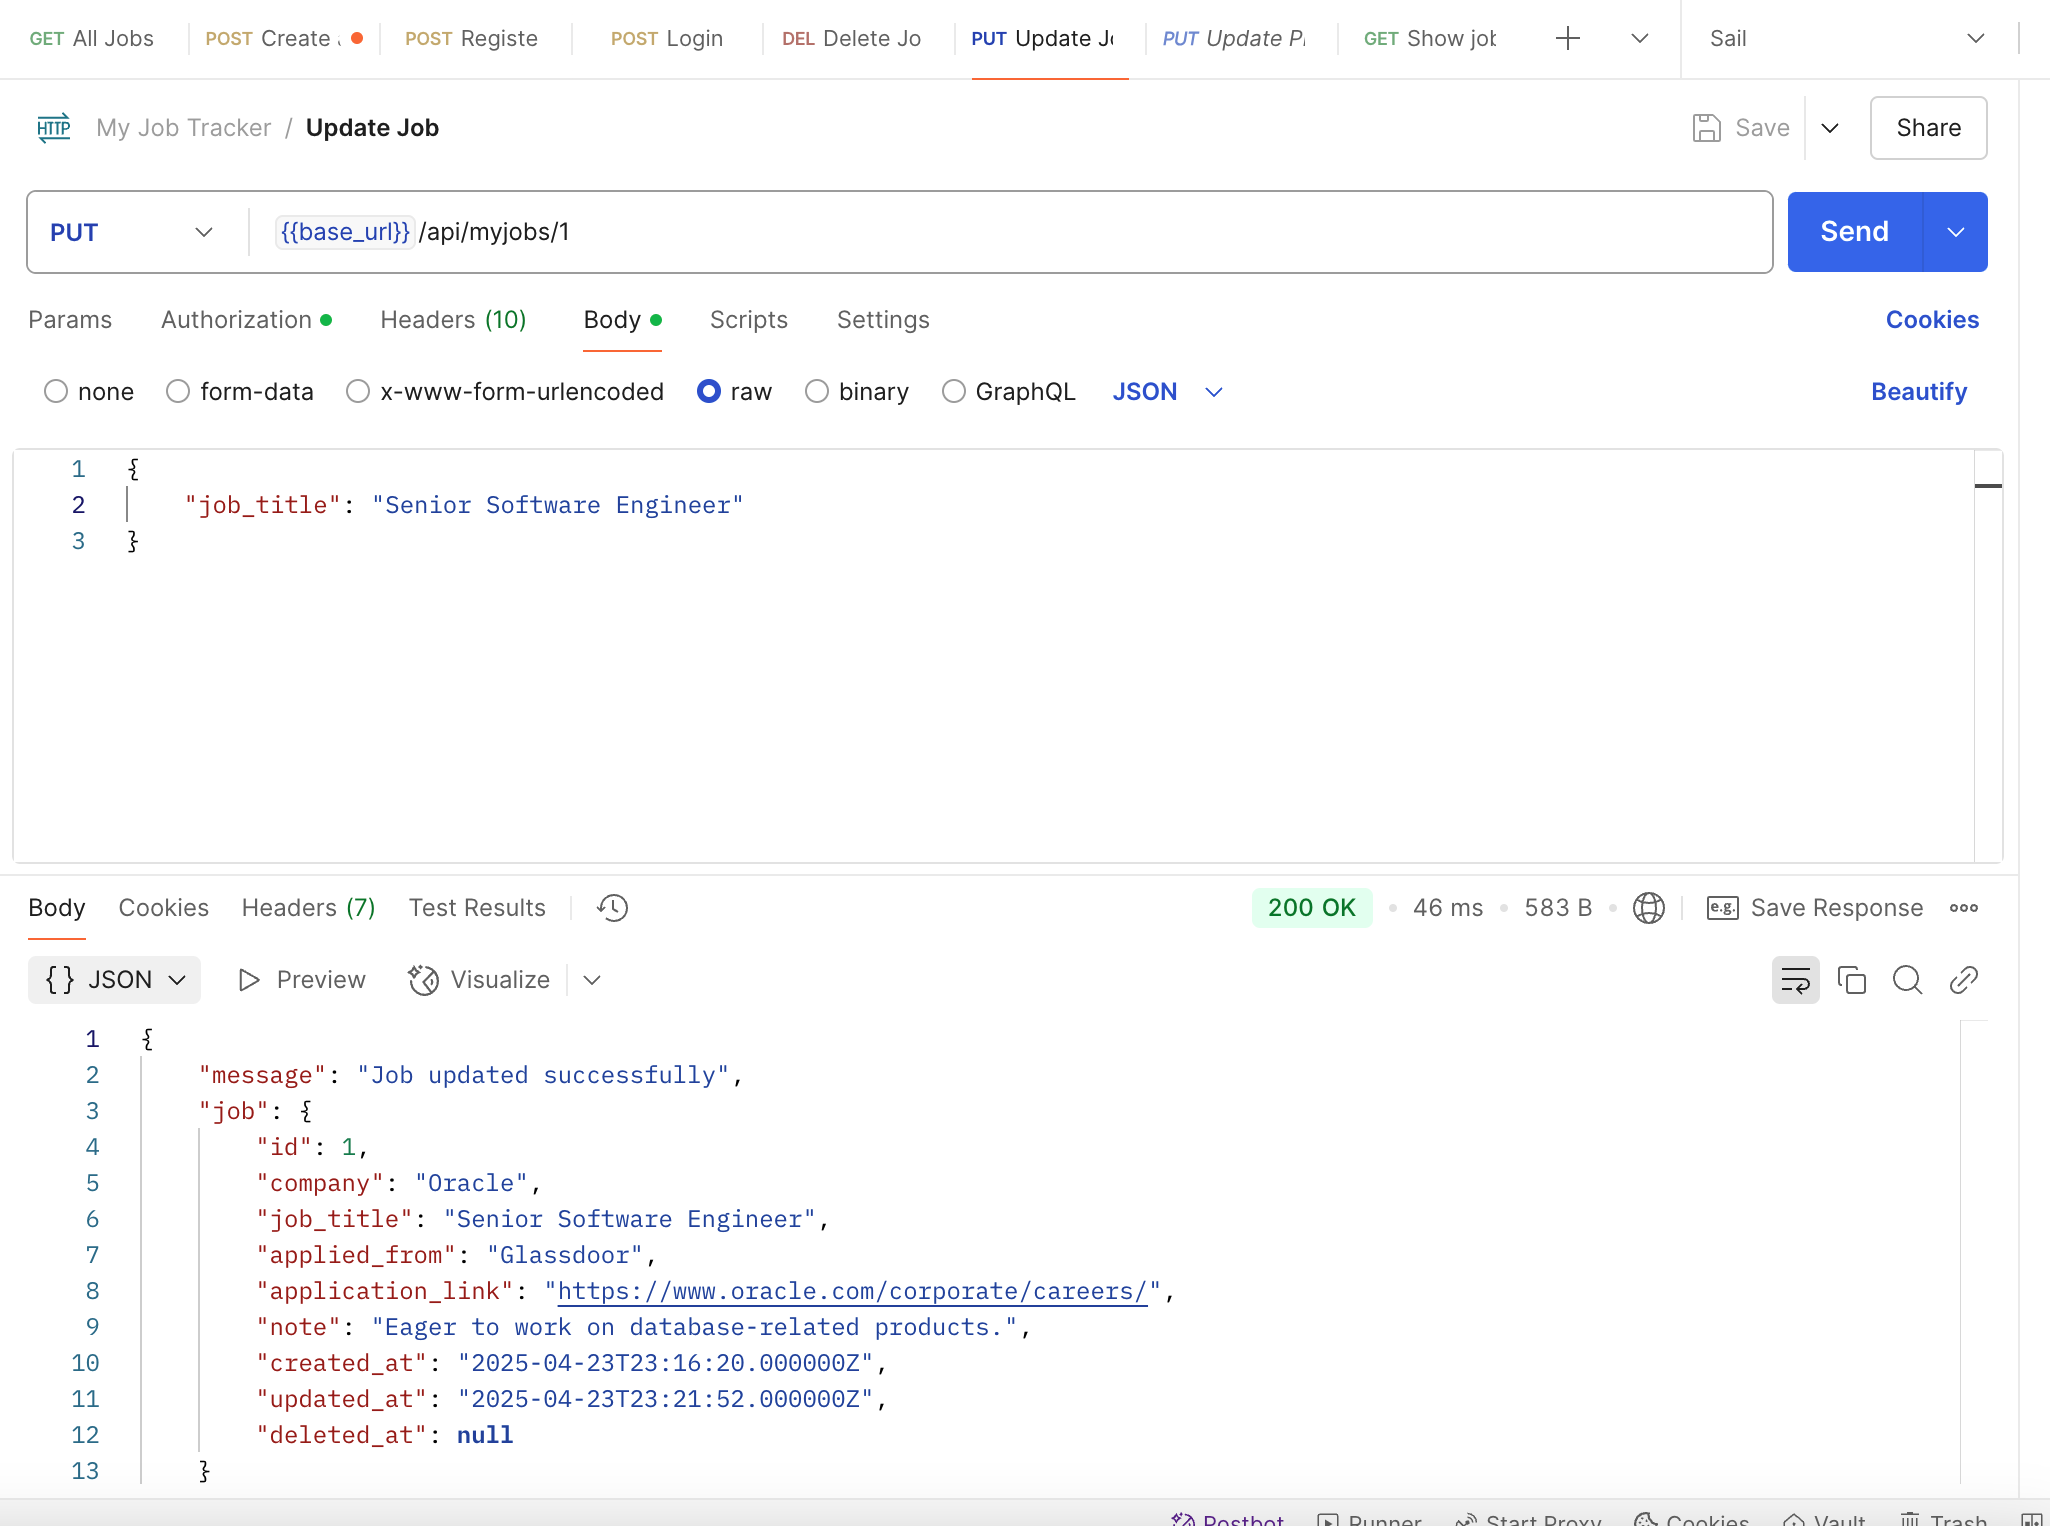 GET All Jobs POST Create POST Registe POST Login DEL Delete Jo PUT Update Jo PUT Update GET Show job Sail
HTTP My Job Tracker / Update Job Save Share
PUT {{base_url}} /api/myjobs/1 Send
Params Authorization Headers (10) Body Scripts Settings Cookies
none form-data x-www-form-urlencoded raw binary GraphQL JSON Beautify
1 {
2 "job_title": "Senior Software Engineer"
3 }
Body Cookies Headers (7) Test Results 200 OK 46 ms 583 B e.g. Save Response
{} JSON Preview Visualize
1 {
2 "message": "Job updated successfully",
3 "job": {
4 "id": 1,
5 "company": "Oracle",
6 "job_title": "Senior Software Engineer",
7 "applied_from": "Glassdoor",
8 "application_link": "https://www.oracle.com/corporate/careers/",
9 "note": "Eager to work on database-related products.",
10 "created_at": "2025-04-23T23:16:20.000000Z",
11 "updated_at": "2025-04-23T23:21:52.000000Z",
12 "deleted_at": null
13 }
Postbot Runner Start Proxy Cookies Vault Trash